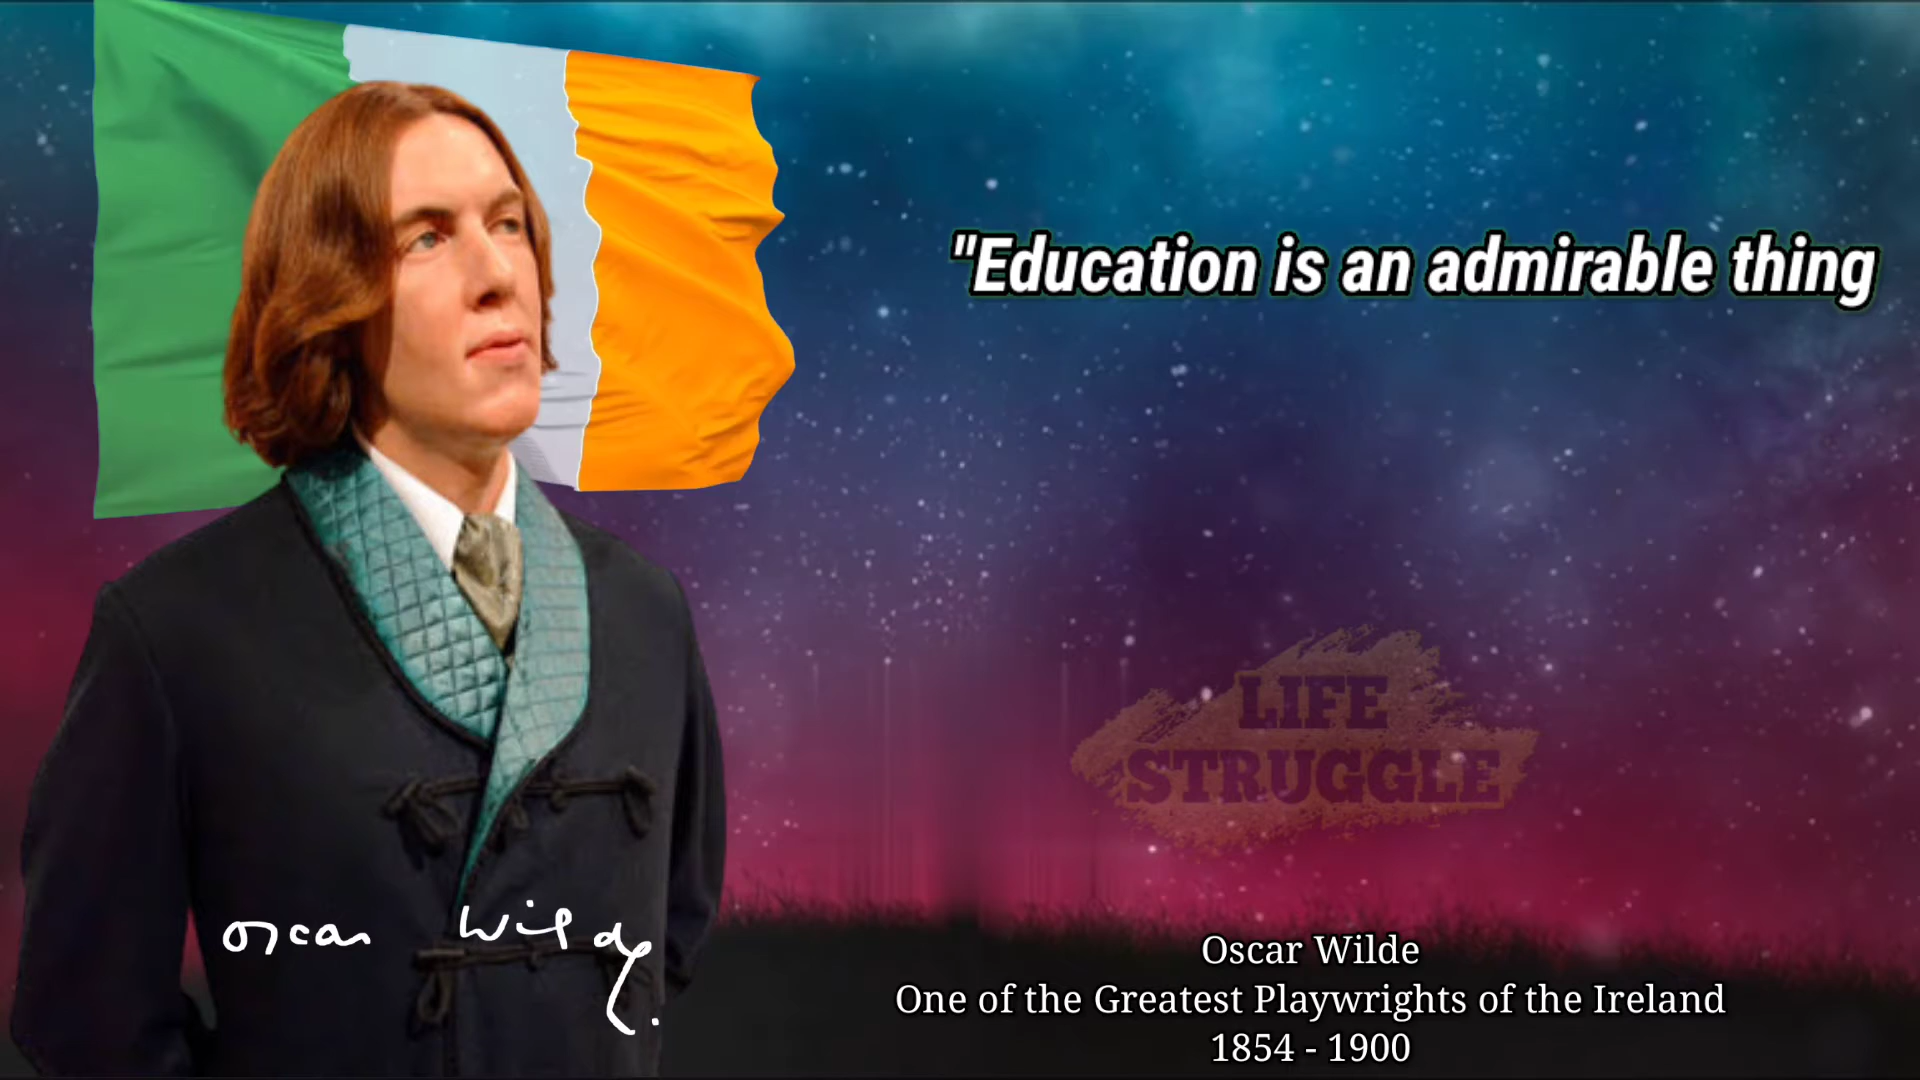 "Education is an admirable thing
LIFE
STRUGGLE
Oscar Wilde
Oscar Wilde
One of the Greatest Playwrights of the Ireland
1854 - 1900